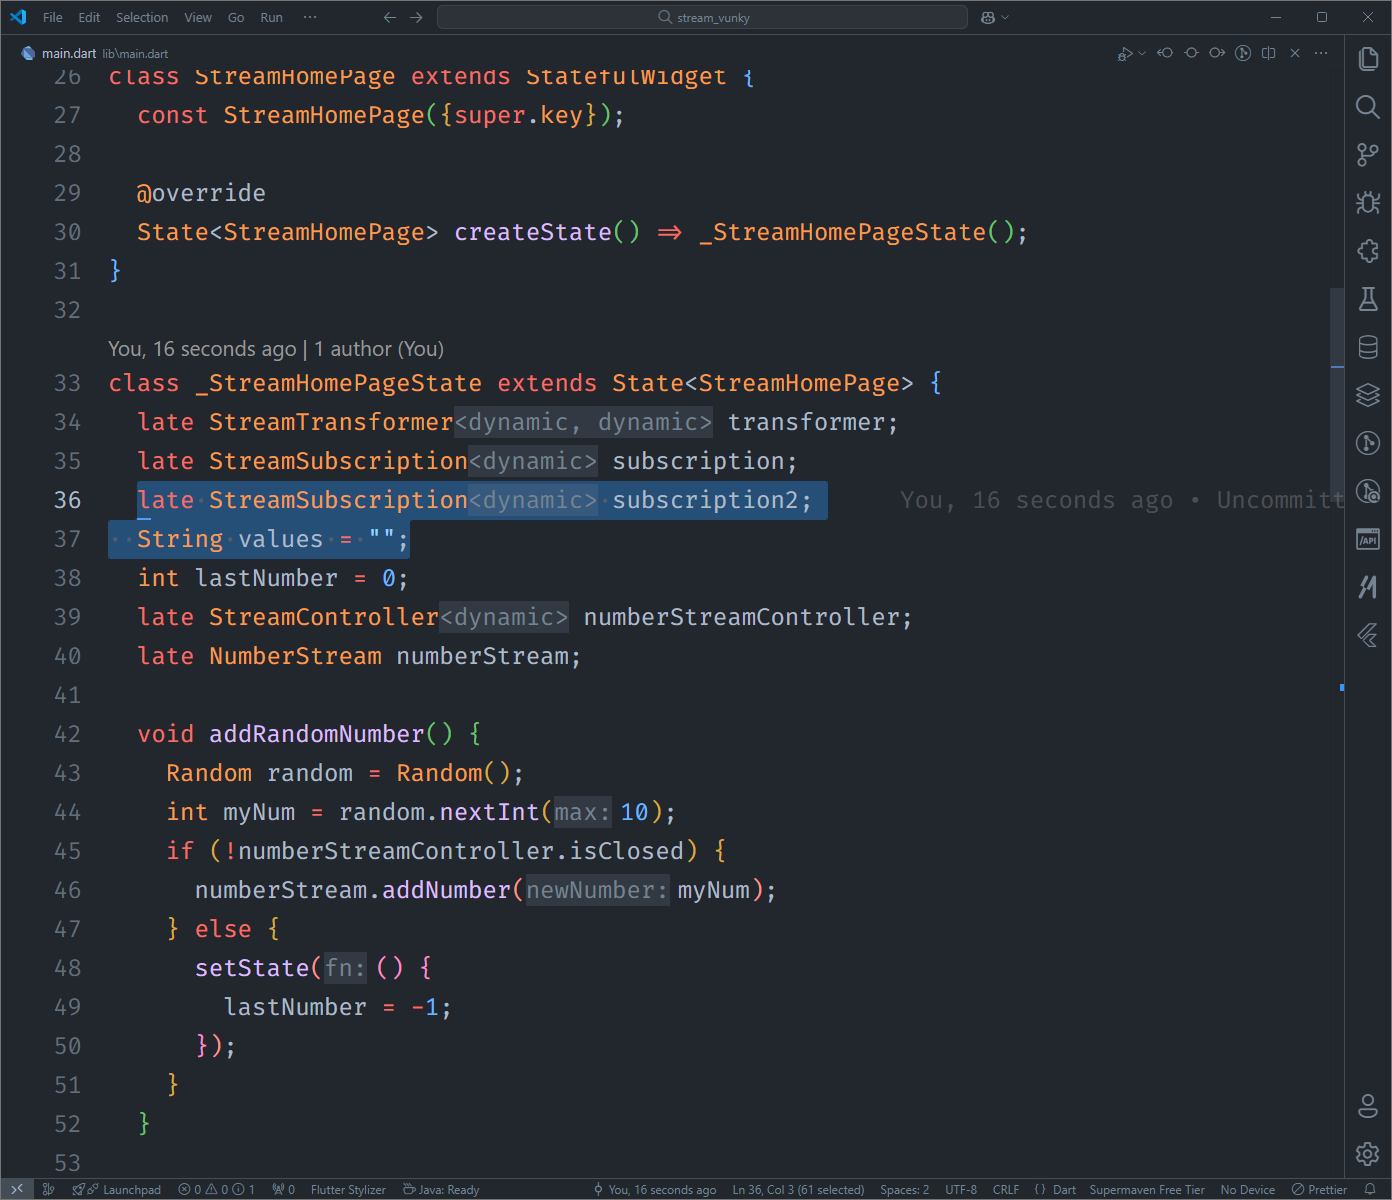 File Edit Selection View Go Run ··· stream_vunky
main.dart lib\main.dart
26 class StreamHomePage extends StatefulWidget {
27 const StreamHomePage({super.key});
28
29 @override
30 State<StreamHomePage> createState() => _StreamHomePageState();
31 }
32
You, 16 seconds ago | 1 author (You)
33 class _StreamHomePageState extends State<StreamHomePage> {
34 late StreamTransformer<dynamic, dynamic> transformer;
35 late StreamSubscription<dynamic> subscription;
36 late StreamSubscription<dynamic> subscription2; You, 16 seconds ago • Uncommitt
37 String values = "";
38 int lastNumber = 0;
39 late StreamController<dynamic> numberStreamController;
40 late NumberStream numberStream;
41
42 void addRandomNumber() {
43 Random random = Random();
44 int myNum = random.nextInt(max: 10);
45 if (!numberStreamController.isClosed) {
46 numberStream.addNumber(newNumber: myNum);
47 } else {
48 setState(fn: () {
49 lastNumber = -1;
50 });
51 }
52 }
53
/API
Launchpad 0 0 1 0 Flutter Stylizer Java: Ready You, 16 seconds ago Ln 36, Col 3 (61 selected) Spaces: 2 UTF-8 CRLF { } Dart Supermaven Free Tier No Device Prettier